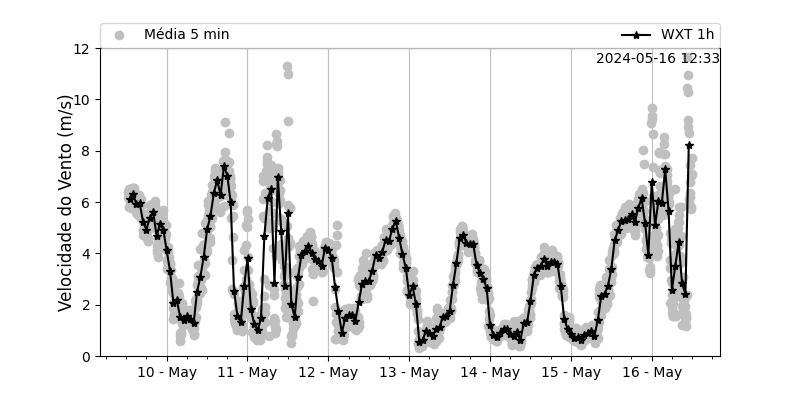 Média 5 min
WXT 1h
2024-05-16 12:33
Velocidade do Vento (m/s)
12
10
8
6
4
2
0
10 - May
11 - May
12 - May
13 - May
14 - May
15 - May
16 - May